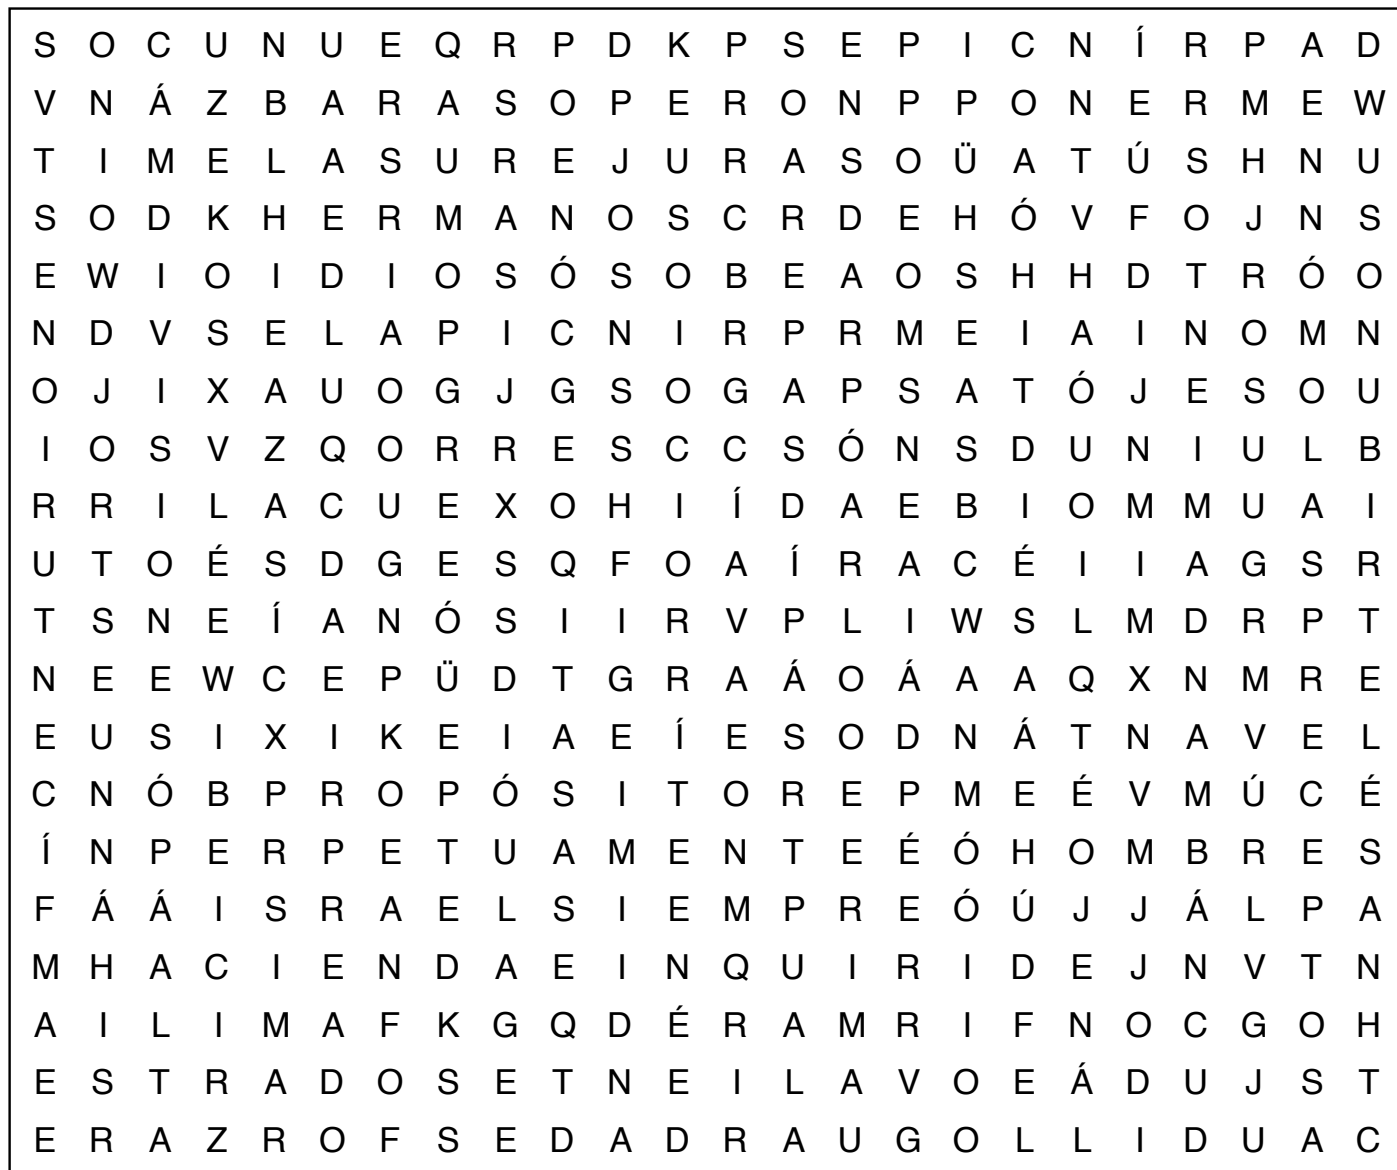 S O C U N U E Q R P D K P S E P I C N Í R P A D
V N Á Z B A R A S O P E R O N P P O N E R M E W
T I M E L A S U R E J U R A S O Ü A T Ú S H N U
S O D K H E R M A N O S C R D E H Ó V F O J N S
E W I O I D I O S Ó S O B E A O S H H D T R Ó O
N D V S E L A P I C N I R P R M E I A I N O M N
O J I X A U O G J G S O G A P S A T Ó J E S O U
I O S V Z Q O R R E S C C S Ó N S D U N I U L B
R R I L A C U E X O H I Í D A E B I O M M U A I
U T O É S D G E S Q F O A Í R A C É I I A G S R
T S N E Í A N Ó S I I R V P L I W S L M D R P T
N E E W C E P Ü D T G R A Á O Á A A Q X N M R E
E U S I X I K E I A E Í E S O D N Á T N A V E L
C N Ó B P R O P Ó S I T O R E P M E É V M Ú C É
Í N P E R P E T U A M E N T E É Ó H O M B R E S
F Á Á I S R A E L S I E M P R E Ó Ú J J Á L P A
M H A C I E N D A E I N Q U I R I D E J N V T N
A I L I M A F K G Q D É R A M R I F N O C G O H
E S T R A D O S E T N E I L A V O E Á D U J S T
E R A Z R O F S E D A D R A U G O L L I D U A C